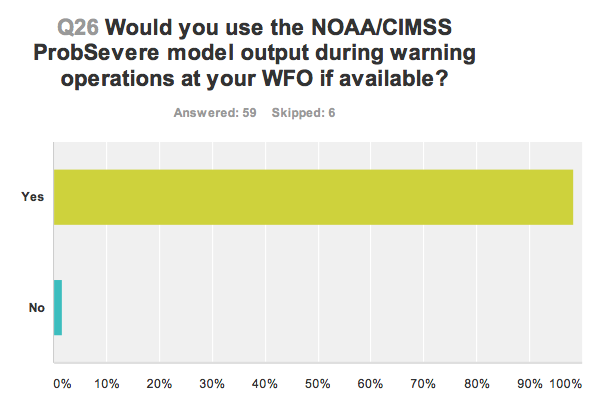 Q26 Would you use the NOAA/CIMSS
ProbSevere model output during warning
operations at your WFO if available?
Answered: 59 Skipped: 6
Yes
No
0% 10% 20% 30% 40% 50% 60% 70% 80% 90% 100%